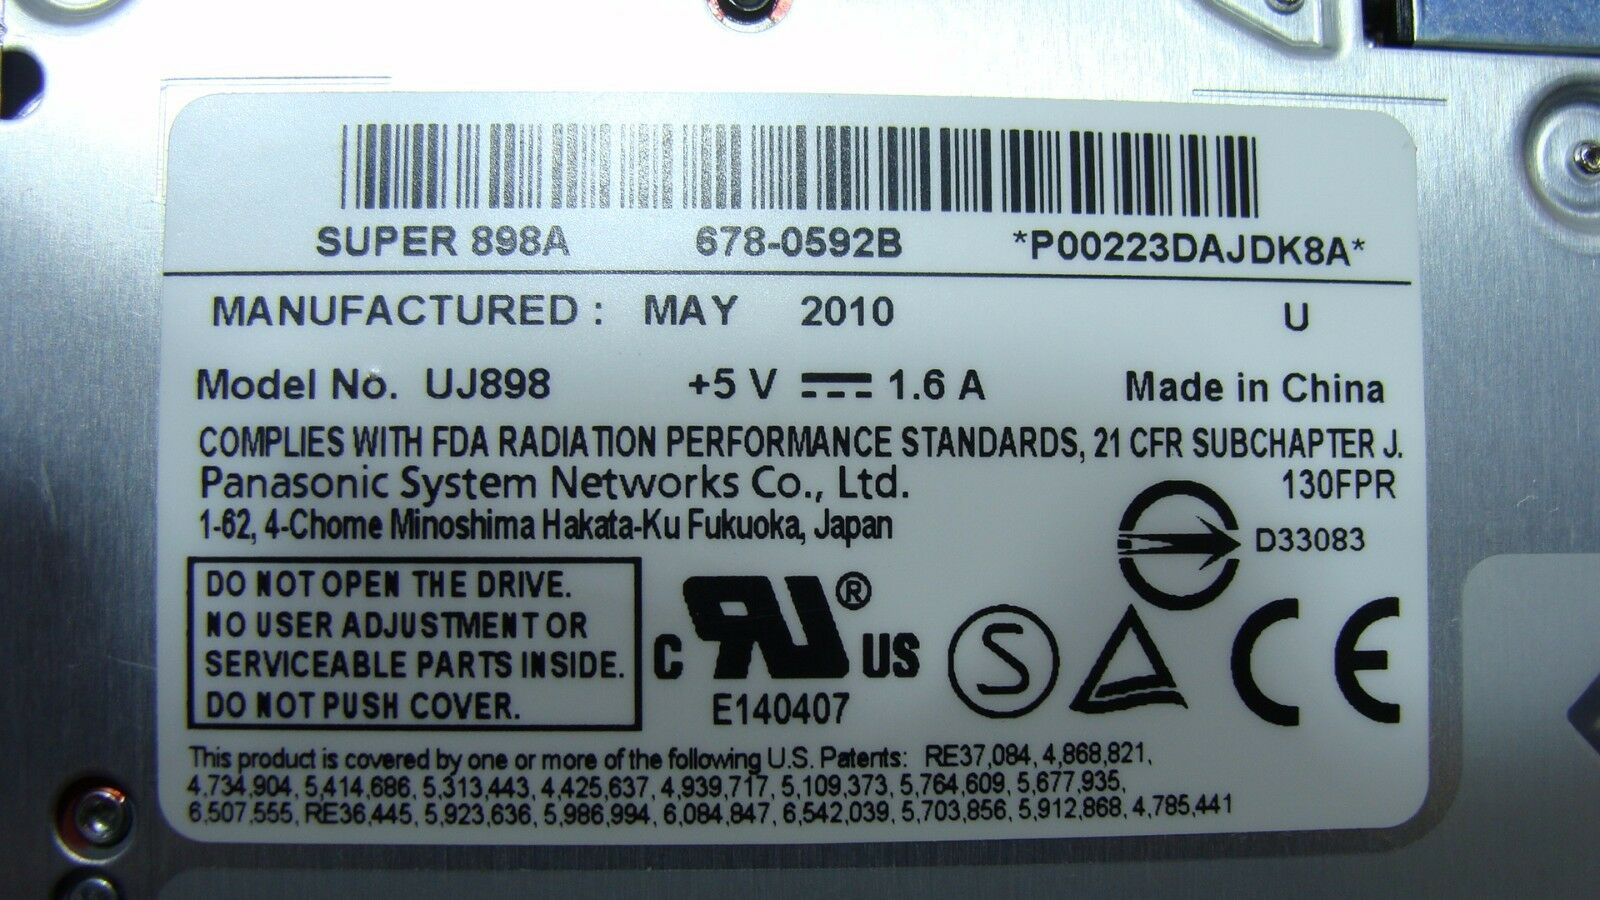 SUPER 898A 678-0592B *P00223DAJDK8A*
MANUFACTURED : MAY 2010 U
Model No. UJ898 +5 V 1.6 A Made in China
COMPLIES WITH FDA RADIATION PERFORMANCE STANDARDS, 21 CFR SUBCHAPTER J.
Panasonic System Networks Co., Ltd. 130FPR
1-62, 4-Chome Minoshima Hakata-Ku Fukuoka, Japan
D33083
DO NOT OPEN THE DRIVE.
NO USER ADJUSTMENT OR
SERVICEABLE PARTS INSIDE.
DO NOT PUSH COVER.
C RU ® US
E140407
S
CE
This product is covered by one or more of the following U.S. Patents: RE37,084, 4,868,821,
4,734,904, 5,414,686, 5,313,443, 4,425,637, 4,939,717, 5,109,373, 5,764,609, 5,677,935,
6,507,555, RE36,445, 5,923,636, 5,986,994, 6,084,847, 6,542,039, 5,703,856, 5,912,868, 4,785,441